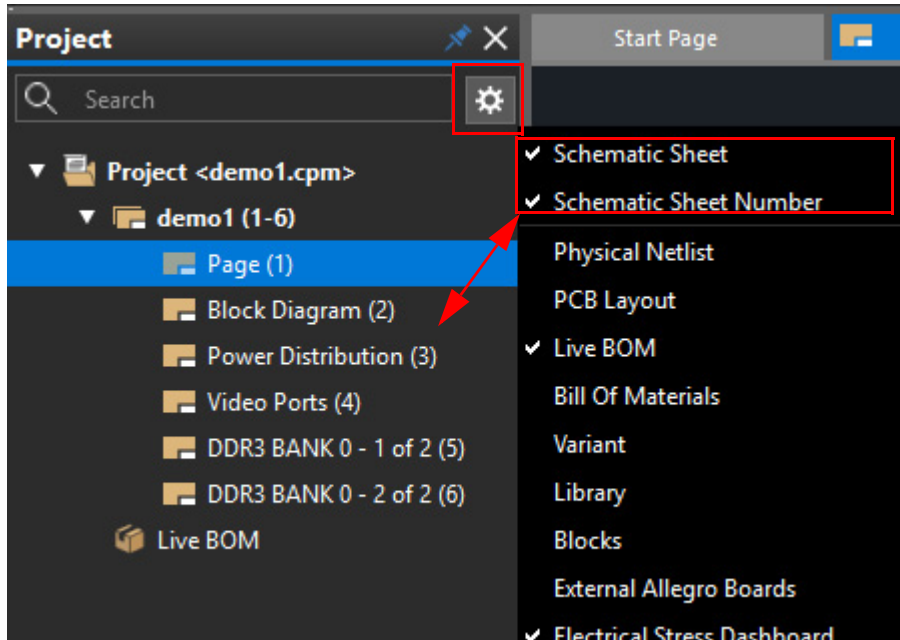 Project
Start Page
Search
Project <demo1.cpm>
demo1 (1-6)
Page (1)
Block Diagram (2)
Power Distribution (3)
Video Ports (4)
DDR3 BANK 0 - 1 of 2 (5)
DDR3 BANK 0 - 2 of 2 (6)
Live BOM
Schematic Sheet
Schematic Sheet Number
Physical Netlist
PCB Layout
Live BOM
Bill Of Materials
Variant
Library
Blocks
External Allegro Boards
Electrical Stress Dashboard